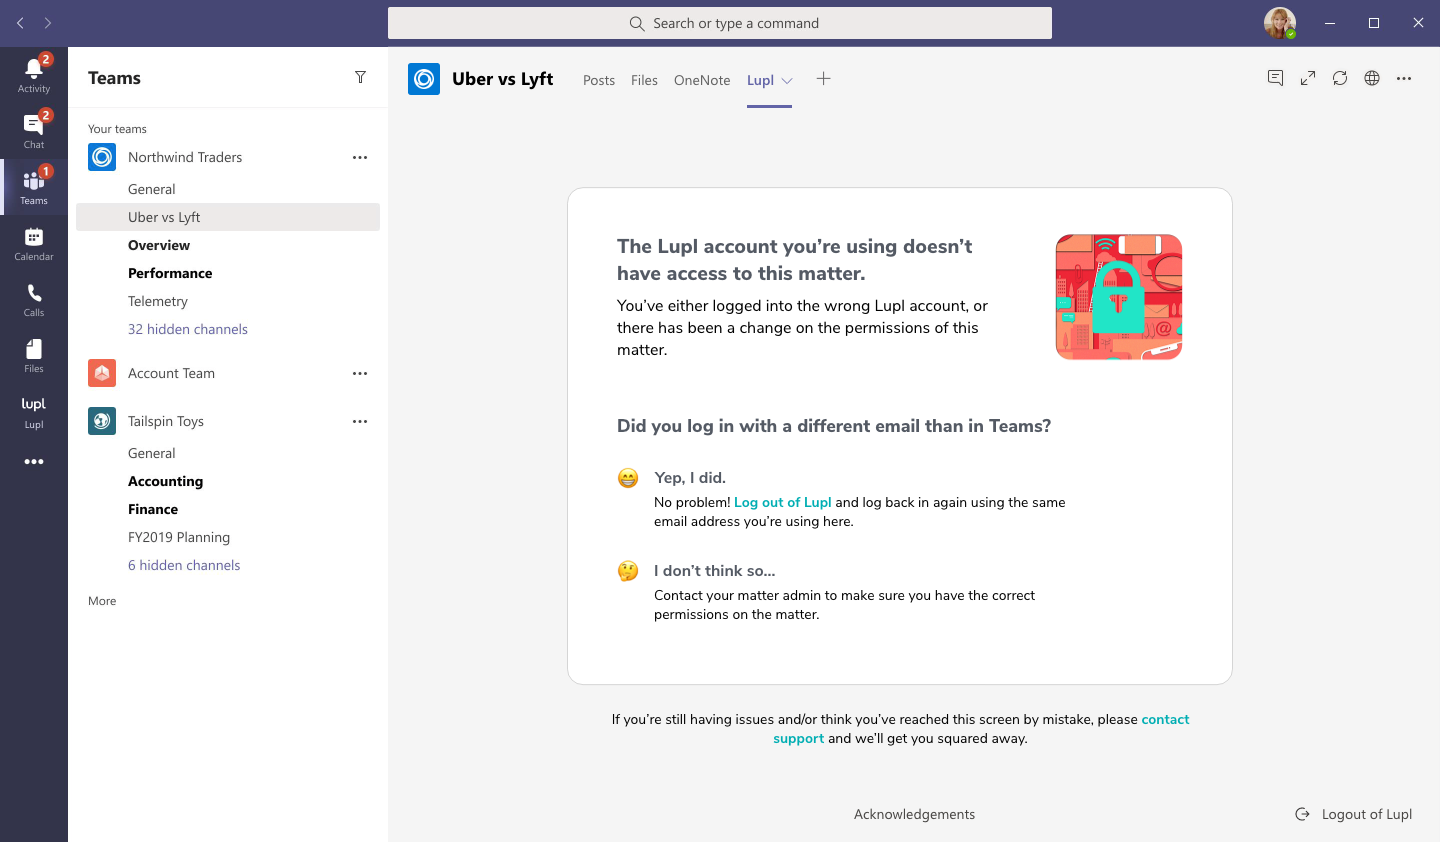 Search or type a command
2
Activity
2
Chat
1
Teams
Calendar
Calls
Files
lupl
Lupl
Teams
Your teams
Northwind Traders
General
Uber vs Lyft
Overview
Performance
Telemetry
32 hidden channels
Account Team
Tailspin Toys
General
Accounting
Finance
FY2019 Planning
6 hidden channels
More
Uber vs Lyft Posts Files OneNote Lupl
The Lupl account you’re using doesn’t
have access to this matter.
You’ve either logged into the wrong Lupl account, or
there has been a change on the permissions of this
matter.
Did you log in with a different email than in Teams?
Yep, I did.
No problem! Log out of Lupl and log back in again using the same
email address you’re using here.
I don’t think so...
Contact your matter admin to make sure you have the correct
permissions on the matter.
If you’re still having issues and/or think you’ve reached this screen by mistake, please contact
support and we’ll get you squared away.
Acknowledgements
Logout of Lupl